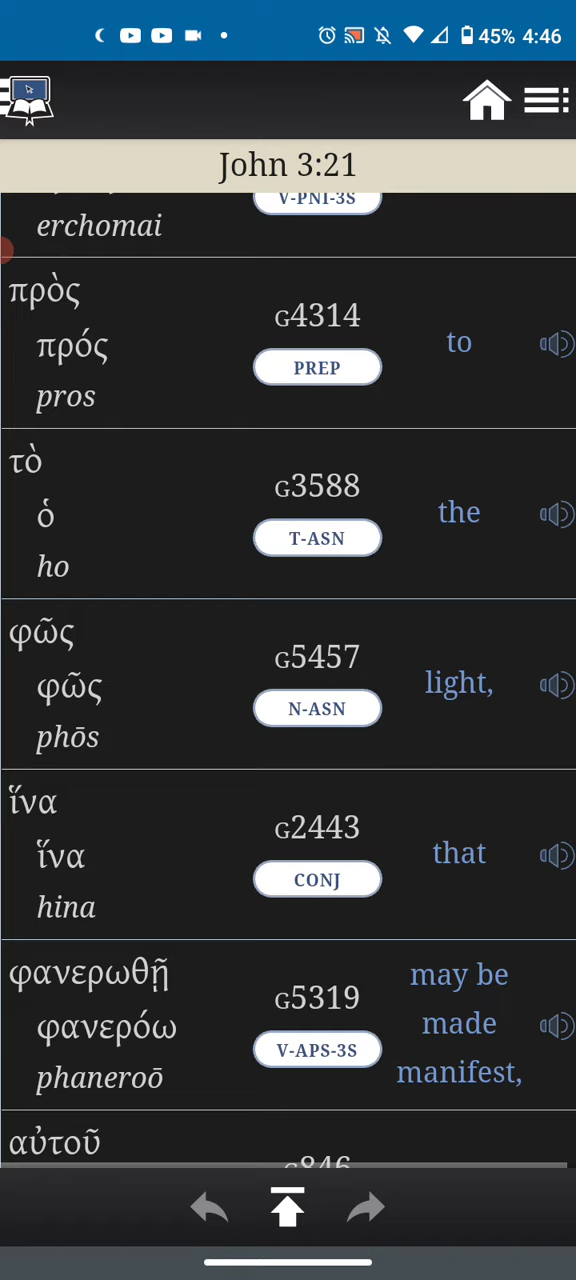 45% 4:46
John 3:21
V-PNI-3S
erchomai
πρὸς
πρός
pros
G4314
PREP
to
τὸ
ὁ
ho
G3588
T-ASN
the
φῶς
φῶς
phōs
G5457
N-ASN
light,
ἵνα
ἵνα
hina
G2443
CONJ
that
φανερωθῇ
φανερόω
phaneroō
G5319
V-APS-3S
may be
made
manifest,
αὐτοῦ
G846